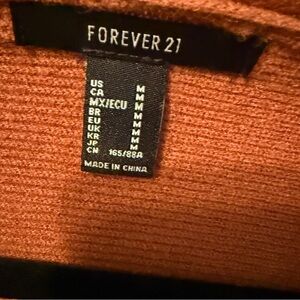 FOREVER 21
US M
CA M
MX/ECU M
BR M
EU M
UK M
KR M
JP M
CN 165/88A
MADE IN CHINA